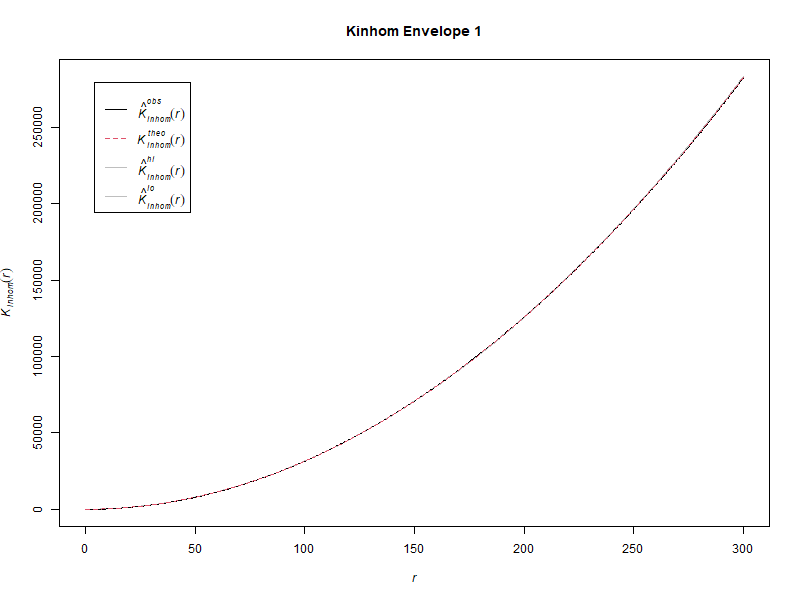 Kinhom Envelope 1
K̂ obs inhom (r)
K theo inhom (r)
K̂ hi inhom (r)
K̂ lo inhom (r)
K inhom (r)
250000
200000
150000
100000
50000
0
0 50 100 150 200 250 300
r